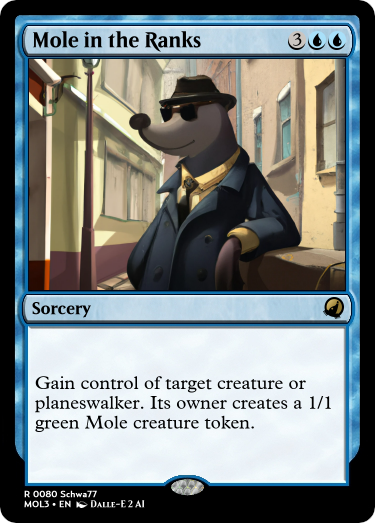 Mole in the Ranks 3
Sorcery
Gain control of target creature or
planeswalker. Its owner creates a 1/1
green Mole creature token.
R 0080 Schwa77
MOL3 • EN Dalle-E 2 AI